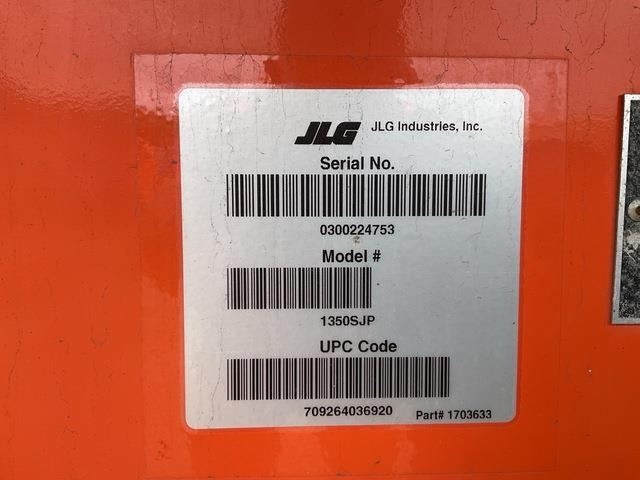 JLG JLG Industries, Inc.
Serial No.
0300224753
Model #
1350SJP
UPC Code
709264036920
Part# 1703633